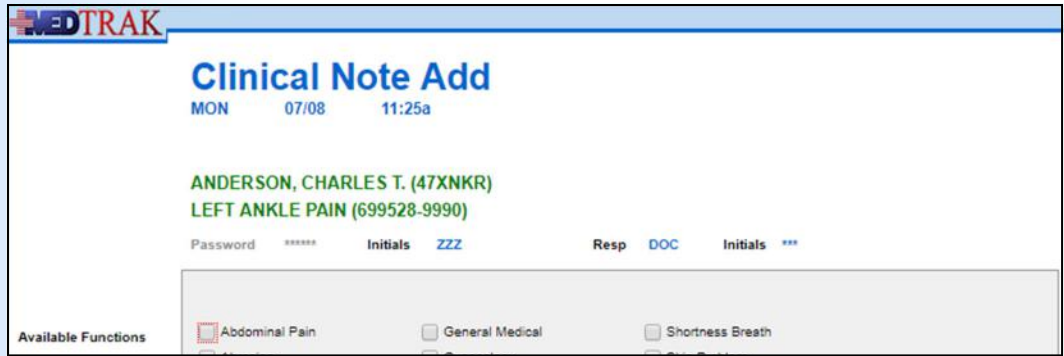 MEDTRAK
Clinical Note Add
MON 07/08 11:25a
ANDERSON, CHARLES T. (47XNKR)
LEFT ANKLE PAIN (699528-9990)
Password ****** Initials ZZZ Resp DOC Initials ***
Available Functions Abdominal Pain General Medical Shortness Breath